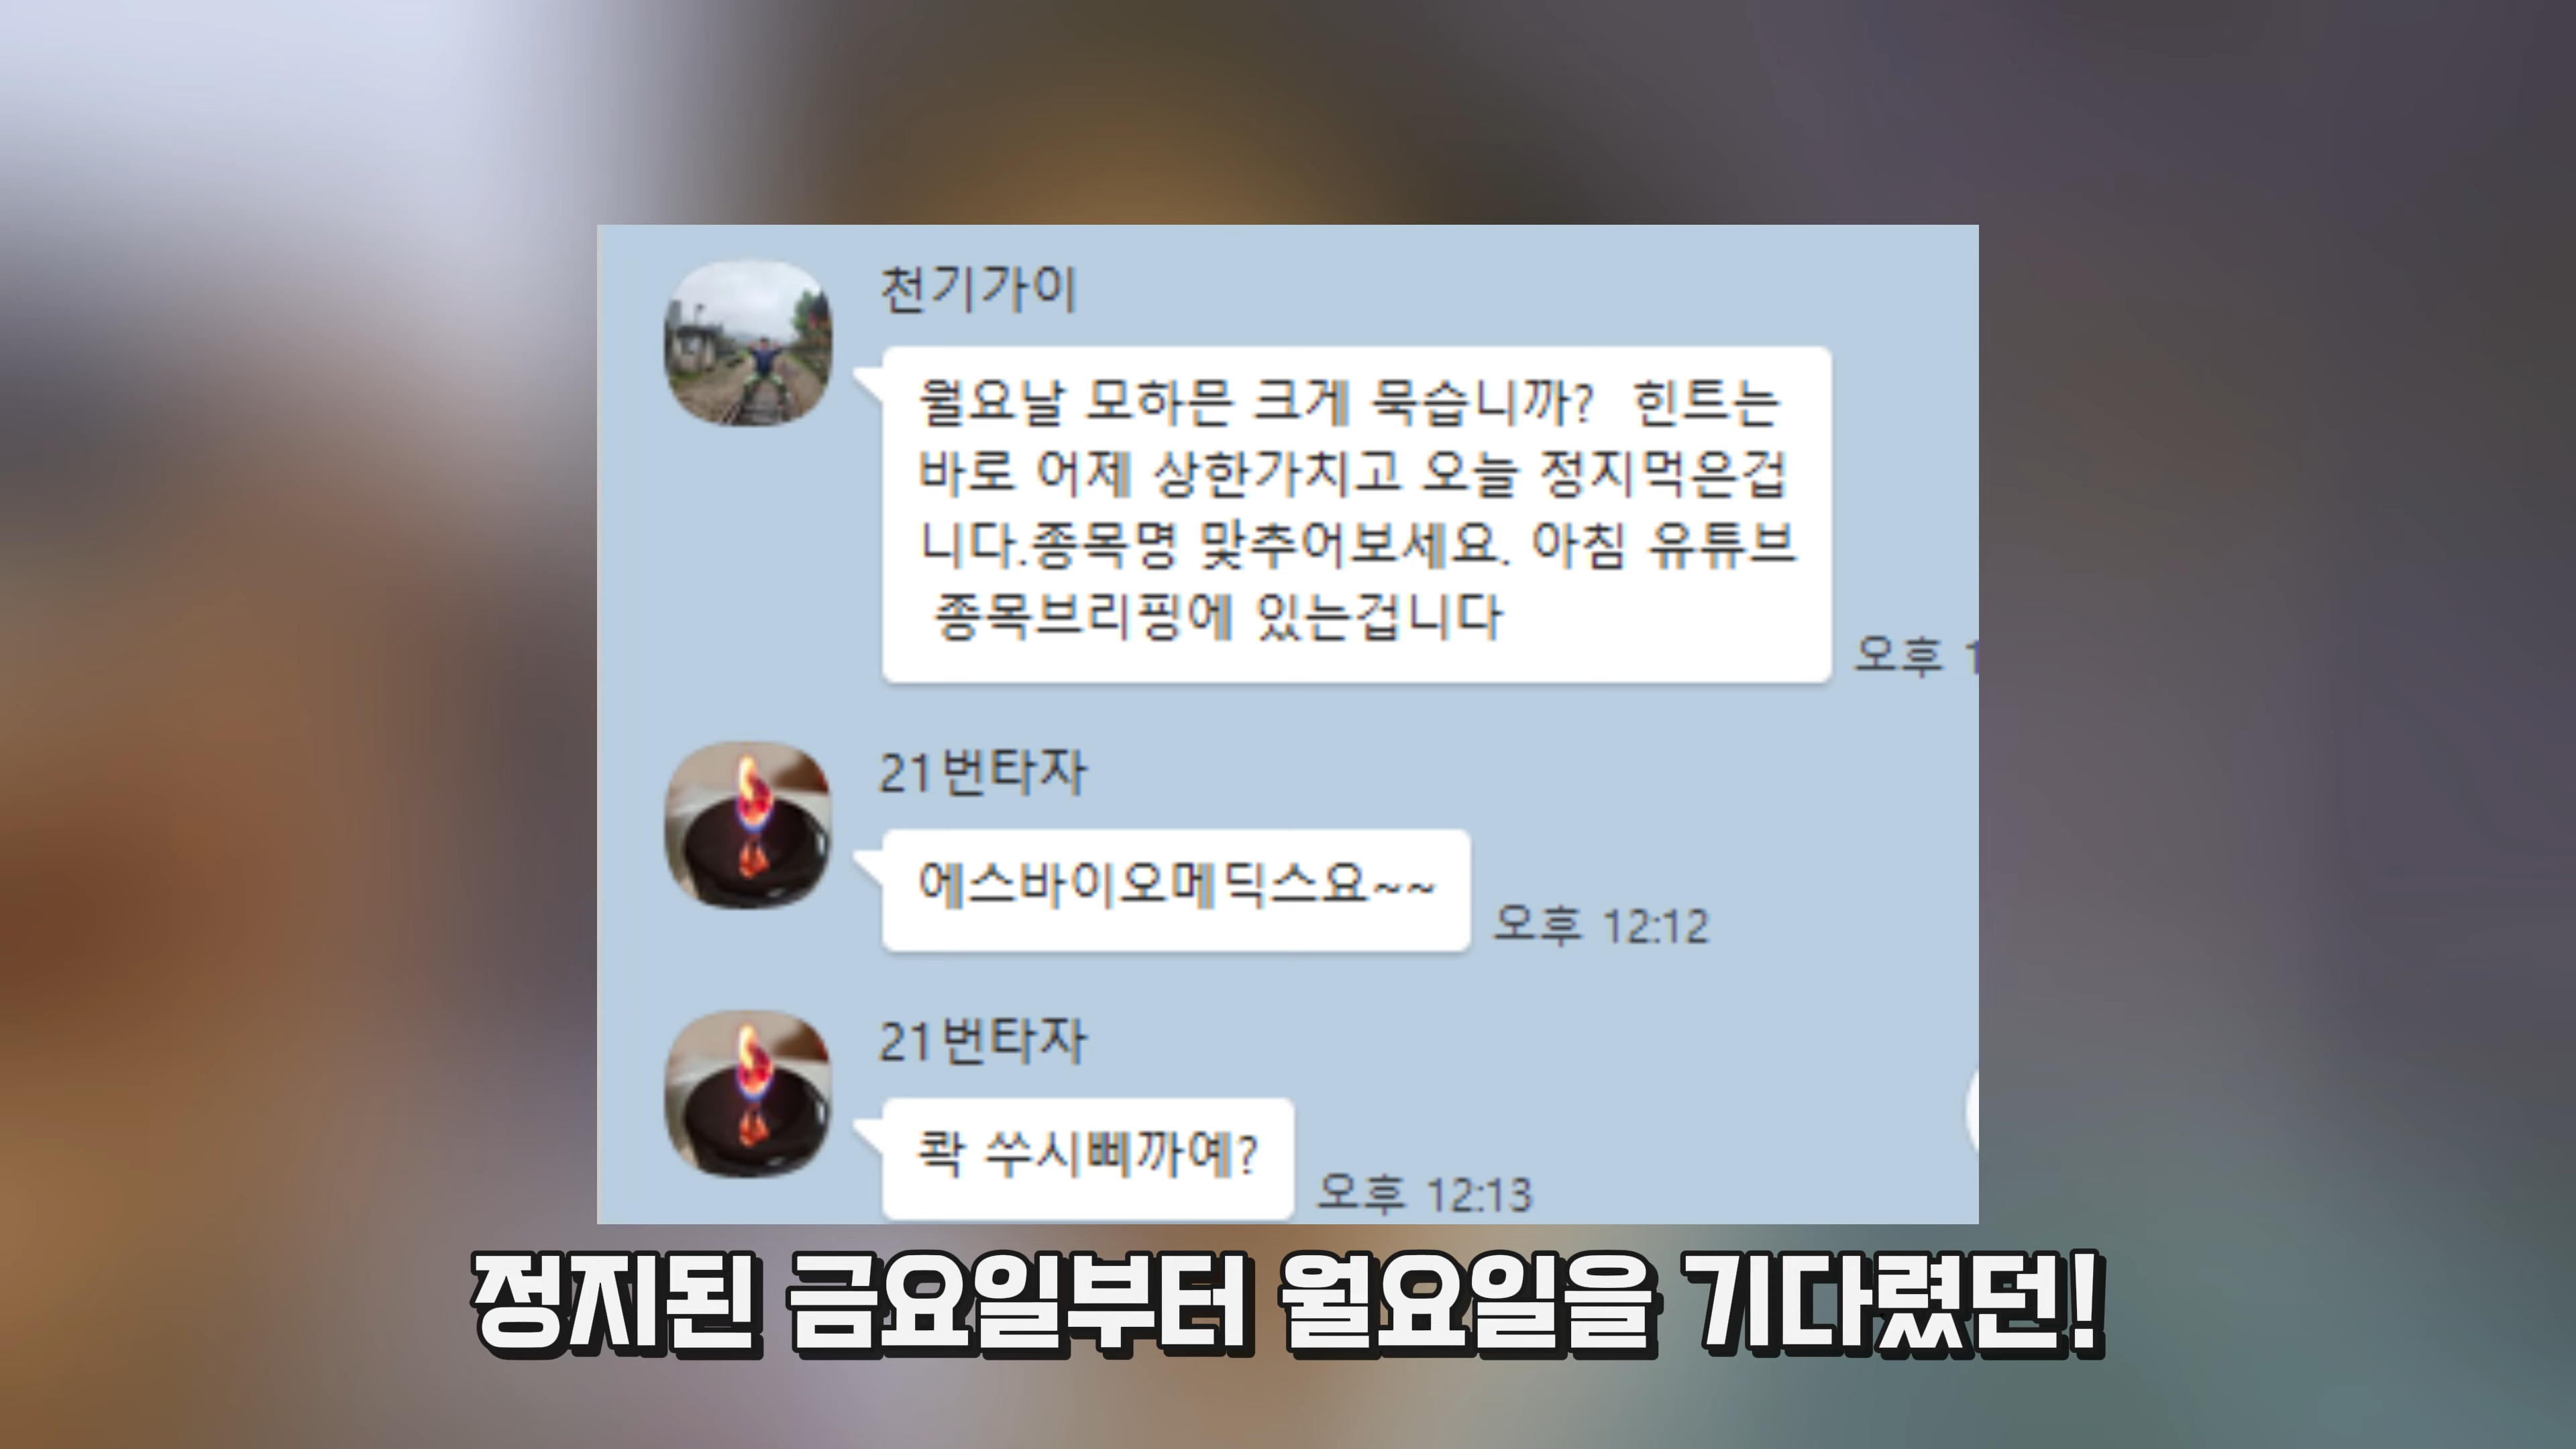 천기가이
월요날 모하믄 크게 묵습니까? 힌트는
바로 어제 상한가치고 오늘 정지먹은겁
니다.종목명 맞추어보세요. 아침 유튜브
종목브리핑에 있는겁니다
오후 1
21번타자
에스바이오메딕스요~~
오후 12:12
21번타자
콱 쑤시삐까예?
오후 12:13
정지된 금요일부터 월요일을 기다렸던!